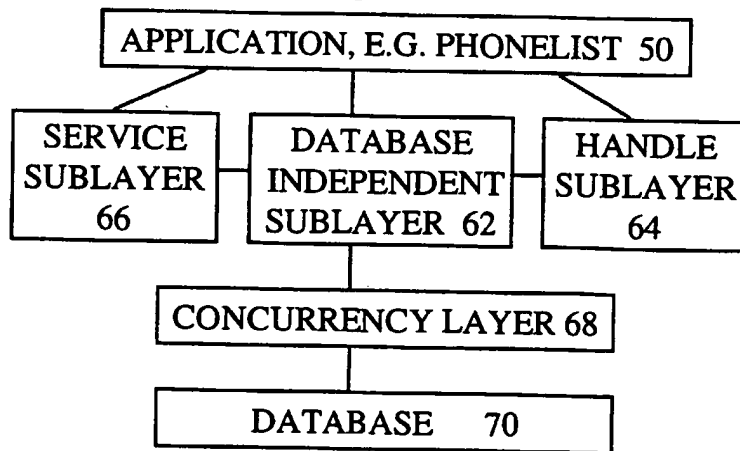 APPLICATION, E.G. PHONELIST 50
SERVICE
SUBLAYER
66
DATABASE
INDEPENDENT
SUBLAYER 62
HANDLE
SUBLAYER
64
CONCURRENCY LAYER 68
DATABASE 70